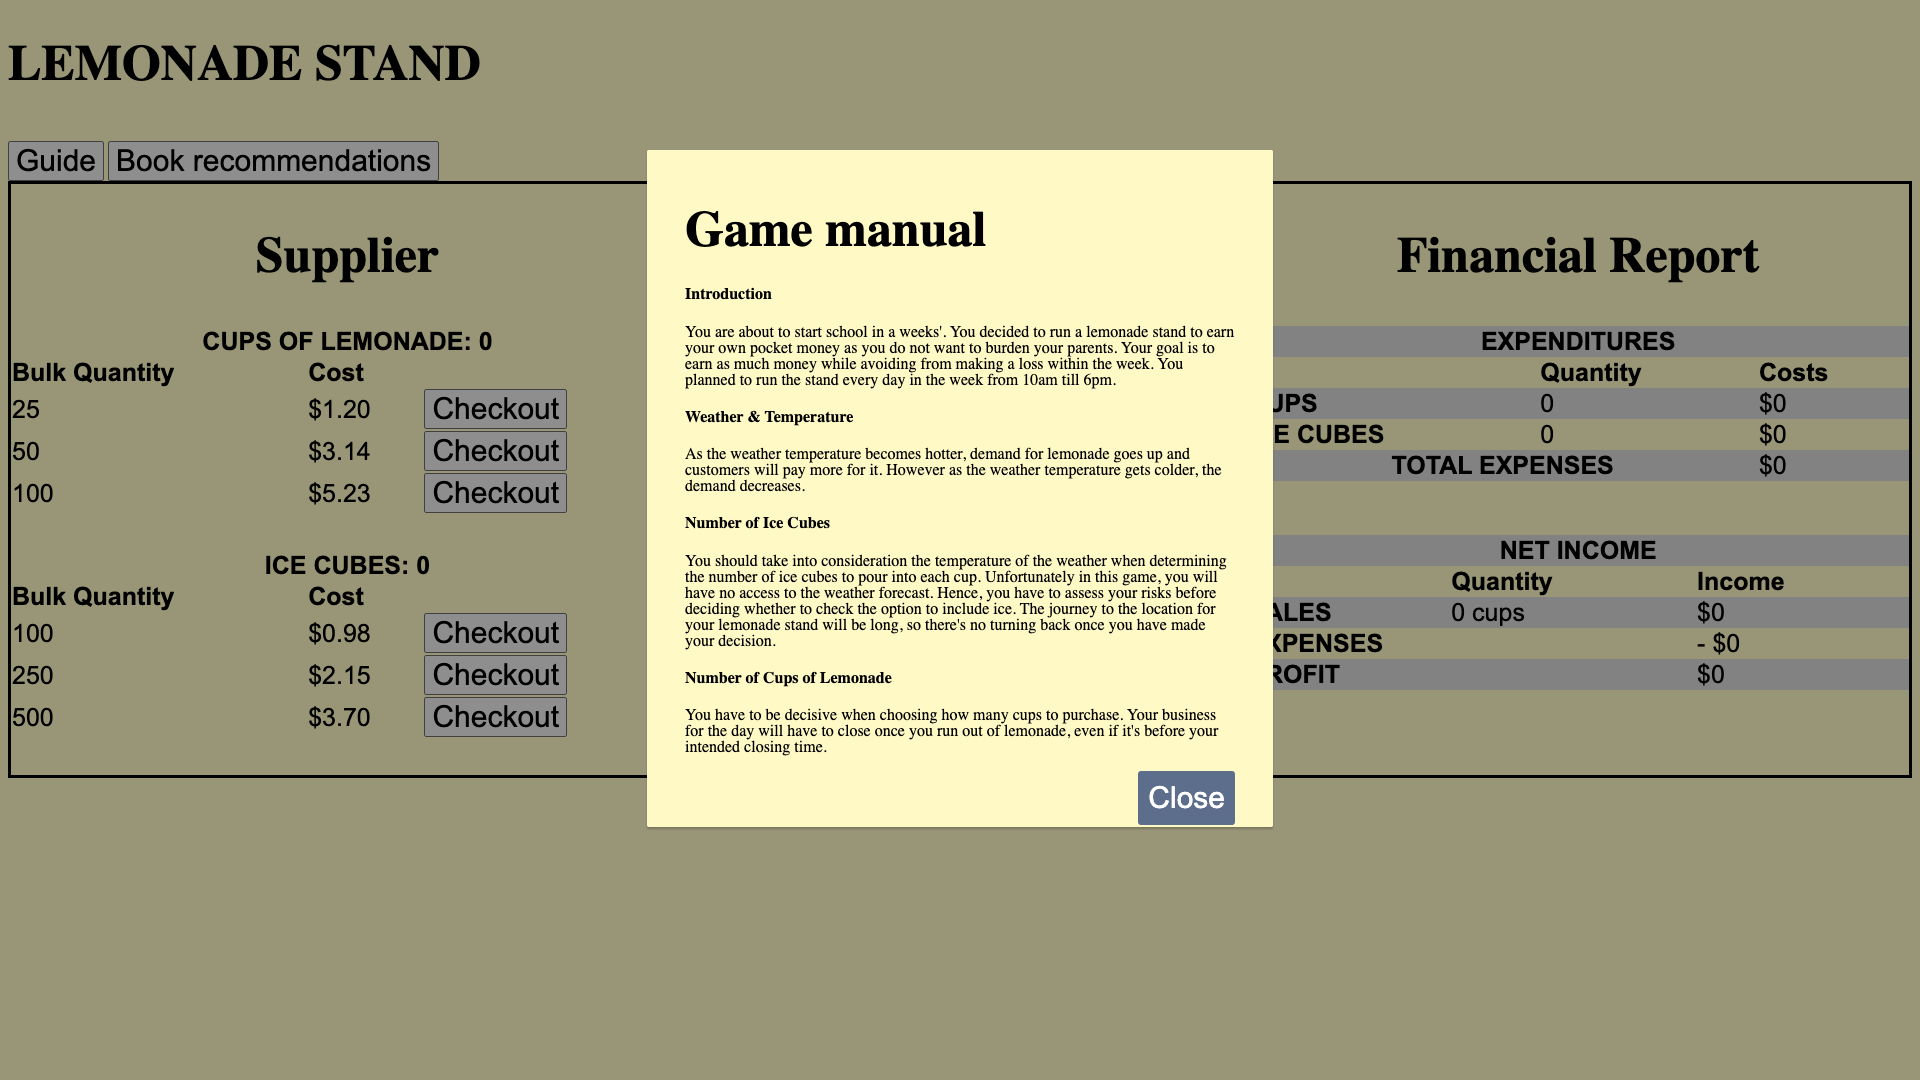 LEMONADE STAND
Guide Book recommendations
Supplier
CUPS OF LEMONADE: 0
Bulk Quantity Cost
25 $1.20 Checkout
50 $3.14 Checkout
100 $5.23 Checkout
ICE CUBES: 0
Bulk Quantity Cost
100 $0.98 Checkout
250 $2.15 Checkout
500 $3.70 Checkout
Game manual
Introduction
You are about to start school in a weeks'. You decided to run a lemonade stand to earn
your own pocket money as you do not want to burden your parents. Your goal is to
earn as much money while avoiding from making a loss within the week. You
planned to run the stand every day in the week from 10am till 6pm.
Weather & Temperature
As the weather temperature becomes hotter, demand for lemonade goes up and
customers will pay more for it. However as the weather temperature gets colder, the
demand decreases.
Number of Ice Cubes
You should take into consideration the temperature of the weather when determining
the number of ice cubes to pour into each cup. Unfortunately in this game, you will
have no access to the weather forecast. Hence, you have to assess your risks before
deciding whether to check the option to include ice. The journey to the location for
your lemonade stand will be long, so there's no turning back once you have made
your decision.
Number of Cups of Lemonade
You have to be decisive when choosing how many cups to purchase. Your business
for the day will have to close once you run out of lemonade, even if it's before your
intended closing time.
Close
Financial Report
EXPENDITURES
Quantity Costs
UPS 0 $0
E CUBES 0 $0
TOTAL EXPENSES $0
NET INCOME
Quantity Income
ALES 0 cups $0
XPENSES - $0
ROFIT $0